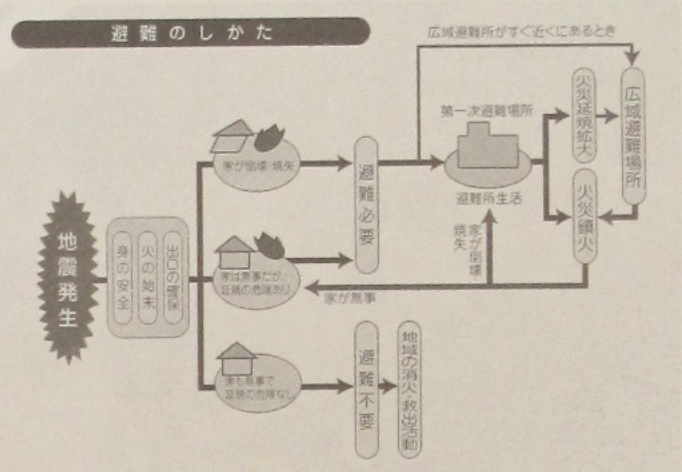 避難のしかた
広域避難所がすぐ近くにあるとき
地震発生
身の安全
火の始末
出口の確保
家が倒壊・焼失
家は無事だが、
延焼の危険あり
家も無事で
延焼の危険なし
避難必要
避難不要
地域の消火・救出活動
第一次避難場所
避難所生活
家が倒壊・
焼失
家が無事
火災延焼拡大
火災鎮火
広域避難場所